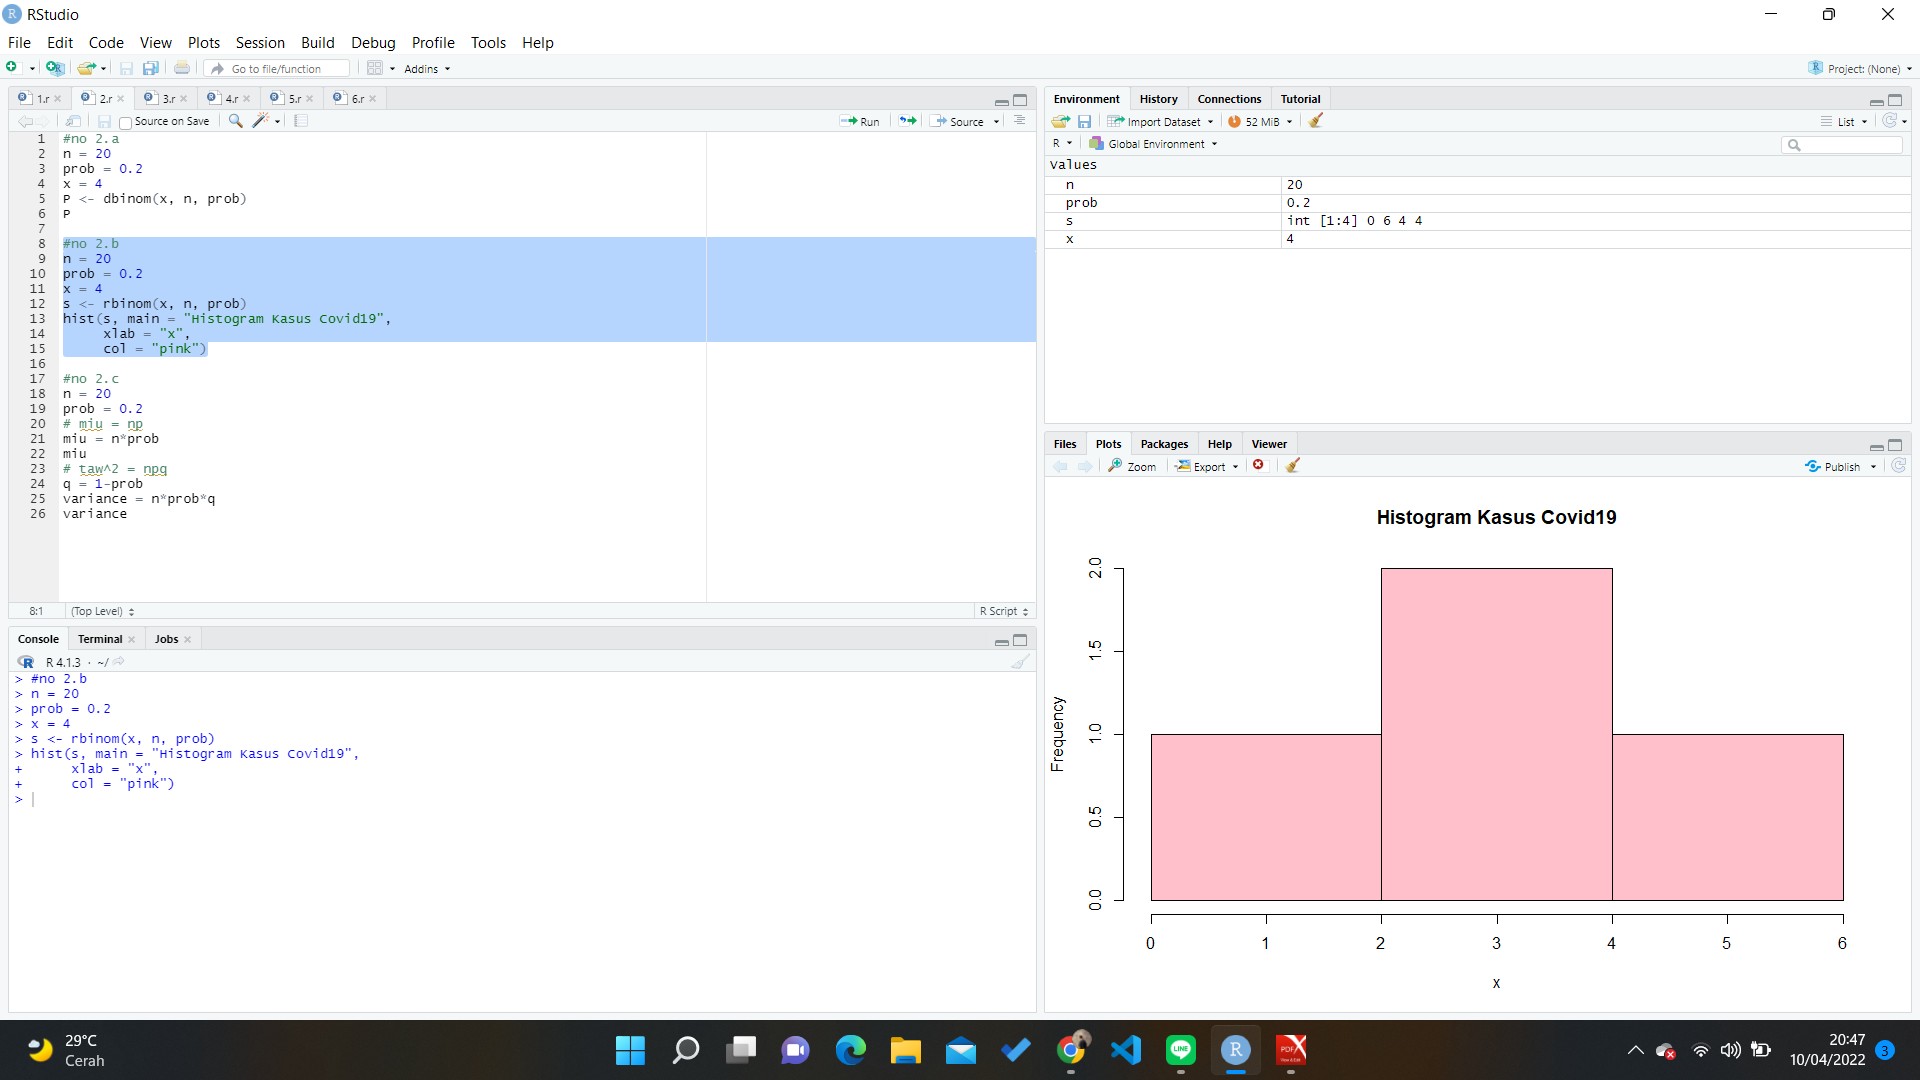 RStudio
File Edit Code View Plots Session Build Debug Profile Tools Help
Go to file/function Addins Project: (None)
1.r 2.r 3.r 4.r 5.r 6.r
Source on Save Run Source
1 #no 2.a
2 n = 20
3 prob = 0.2
4 x = 4
5 P <- dbinom(x, n, prob)
6 P
7
8 #no 2.b
9 n = 20
10 prob = 0.2
11 x = 4
12 s <- rbinom(x, n, prob)
13 hist(s, main = "Histogram Kasus Covid19",
14 xlab = "x",
15 col = "pink")
16
17 #no 2.c
18 n = 20
19 prob = 0.2
20 # miu = np
21 miu = n*prob
22 miu
23 # taw^2 = npq
24 q = 1-prob
25 variance = n*prob*q
26 variance
8:1 (Top Level) R Script
Console Terminal Jobs
R 4.1.3 · ~/
> #no 2.b
> n = 20
> prob = 0.2
> x = 4
> s <- rbinom(x, n, prob)
> hist(s, main = "Histogram Kasus Covid19",
+ xlab = "x",
+ col = "pink")
>
Environment History Connections Tutorial
Import Dataset 52 MiB List
R Global Environment
Values
n 20
prob 0.2
s int [1:4] 0 6 4 4
x 4
Files Plots Packages Help Viewer
Zoom Export Publish
Histogram Kasus Covid19
Frequency
2.0
1.5
1.0
0.5
0.0
0 1 2 3 4 5 6
x
29°C
Cerah
LINE
PDF X
20:47
10/04/2022
3